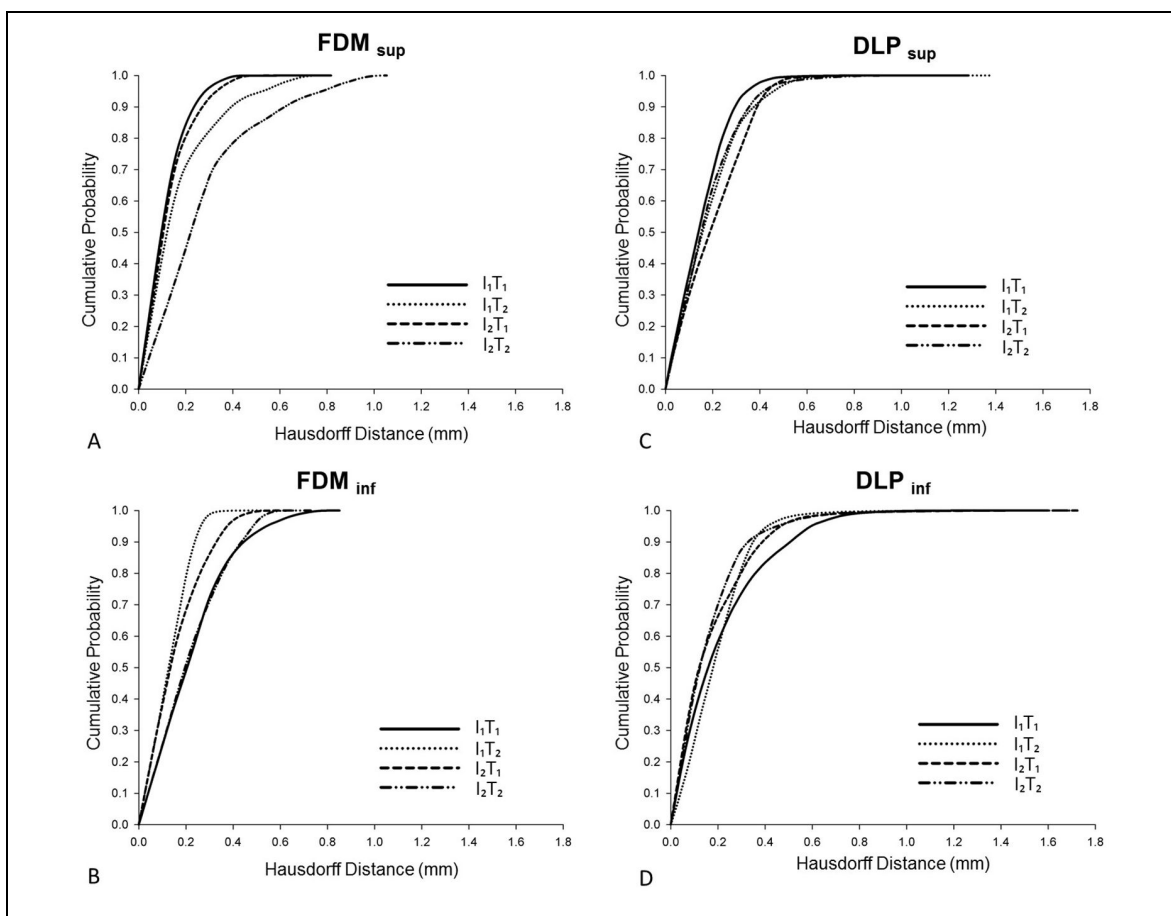 FDM sup
1.0
0.9
0.8
0.7
0.6
0.5
0.4
0.3
0.2
0.1
0.0
Cumulative Probability
I₁T₁
I₁T₂
I₂T₁
I₂T₂
0.0 0.2 0.4 0.6 0.8 1.0 1.2 1.4 1.6 1.8
Hausdorff Distance (mm)
A
DLP sup
1.0
0.9
0.8
0.7
0.6
0.5
0.4
0.3
0.2
0.1
0.0
Cumulative Probability
I₁T₁
I₁T₂
I₂T₁
I₂T₂
0.0 0.2 0.4 0.6 0.8 1.0 1.2 1.4 1.6 1.8
Hausdorff Distance (mm)
C
FDM inf
1.0
0.9
0.8
0.7
0.6
0.5
0.4
0.3
0.2
0.1
0.0
Cumulative Probability
I₁T₁
I₁T₂
I₂T₁
I₂T₂
0.0 0.2 0.4 0.6 0.8 1.0 1.2 1.4 1.6 1.8
Hausdorff Distance (mm)
B
DLP inf
1.0
0.9
0.8
0.7
0.6
0.5
0.4
0.3
0.2
0.1
0.0
Cumulative Probability
I₁T₁
I₁T₂
I₂T₁
I₂T₂
0.0 0.2 0.4 0.6 0.8 1.0 1.2 1.4 1.6 1.8
Hausdorff Distance (mm)
D